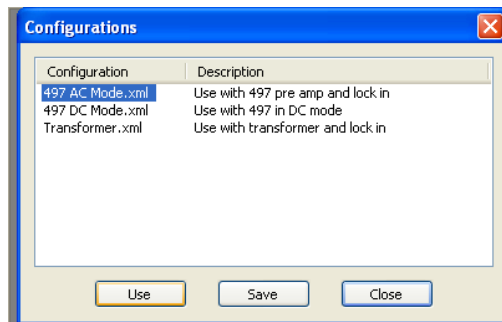 Configurations
Configuration Description
497 AC Mode.xml Use with 497 pre amp and lock in
497 DC Mode.xml Use with 497 in DC mode
Transformer.xml Use with transformer and lock in
Use Save Close